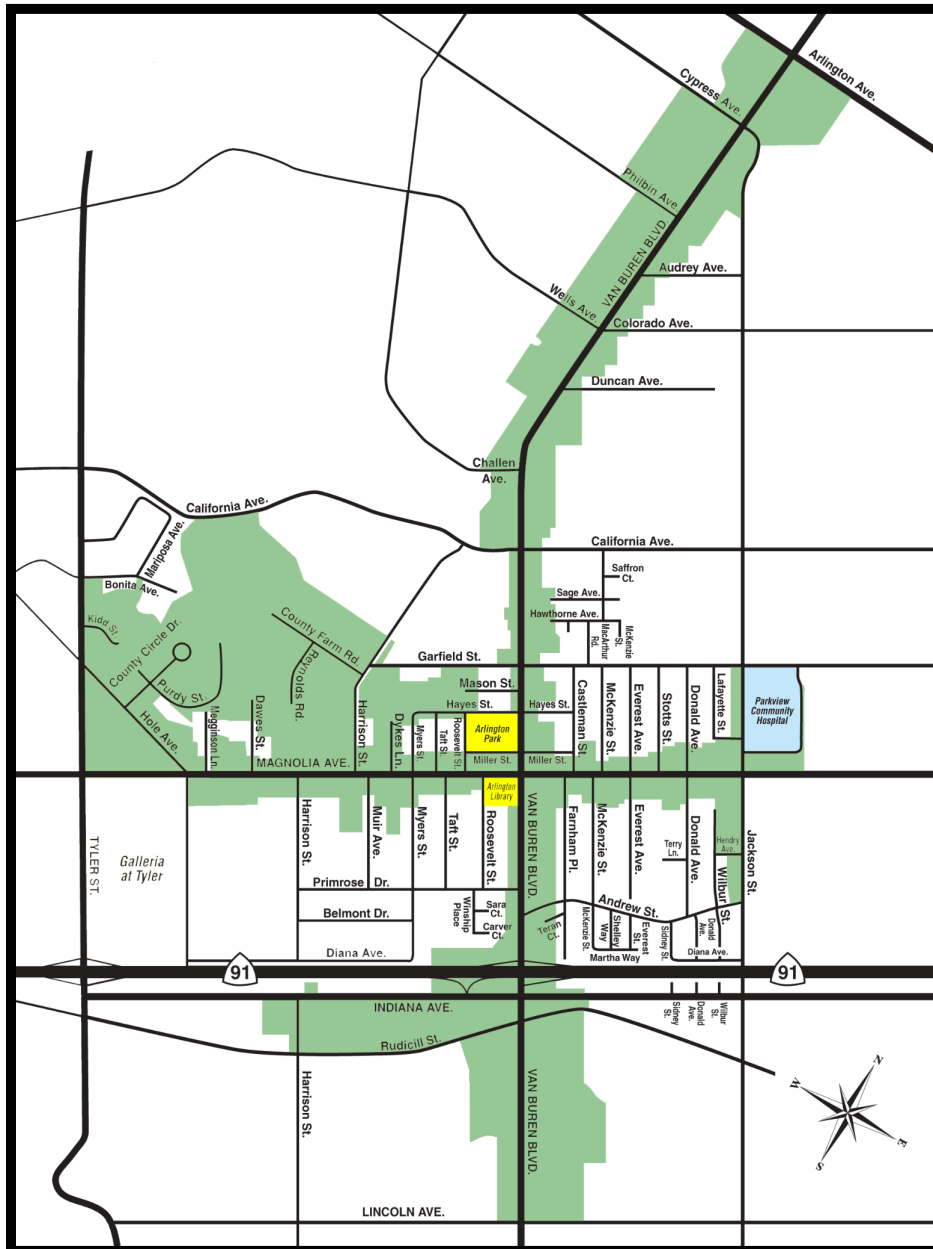 Arlington Ave.
Cypress Ave.
Philbin Ave.
VAN BUREN BLVD.
Audrey Ave.
Wells Ave.
Colorado Ave.
Duncan Ave.
Challen
Ave.
California Ave.
California Ave.
Mariposa Ave.
Bonita Ave.
Saffron
Ct.
Sage Ave.
Hawthorne Ave.
MacArthur
Rd.
McKenzie
St.
Kidd St.
County Circle Dr.
County Farm Rd.
Reynolds Rd.
Purdy St.
Hole Ave.
Megginson Ln.
Dawes St.
Garfield St.
Mason St.
Hayes St.
Hayes St.
Harrison St.
Dykes Ln.
Myers St.
Taft St.
Roosevelt St.
Arlington
Park
Miller St.
Miller St.
Castleman St.
McKenzie St.
Everest Ave.
Stotts St.
Donald Ave.
Lafayette St.
Parkview
Community
Hospital
MAGNOLIA AVE.
Arlington
Library
TYLER ST.
Galleria
at Tyler
Harrison St.
Muir Ave.
Myers St.
Taft St.
Roosevelt St.
VAN BUREN BLVD.
Farnham Pl.
McKenzie St.
Everest Ave.
Terry
Ln.
Donald Ave.
Hendry
Ave.
Wilbur St.
Jackson St.
Primrose Dr.
Belmont Dr.
Diana Ave.
Winship
Place
Sara
Ct.
Carver
Ct.
Andrew St.
Teran
Ct.
McKenzie St.
Shelley
Way
Everest
St.
Martha Way
Sidney St.
Donald
Ave.
Diana Ave.
91
91
INDIANA AVE.
Sidney
St.
Donald
Ave.
Wilbur
St.
Rudicill St.
Harrison St.
VAN BUREN BLVD.
N
W
E
S
LINCOLN AVE.